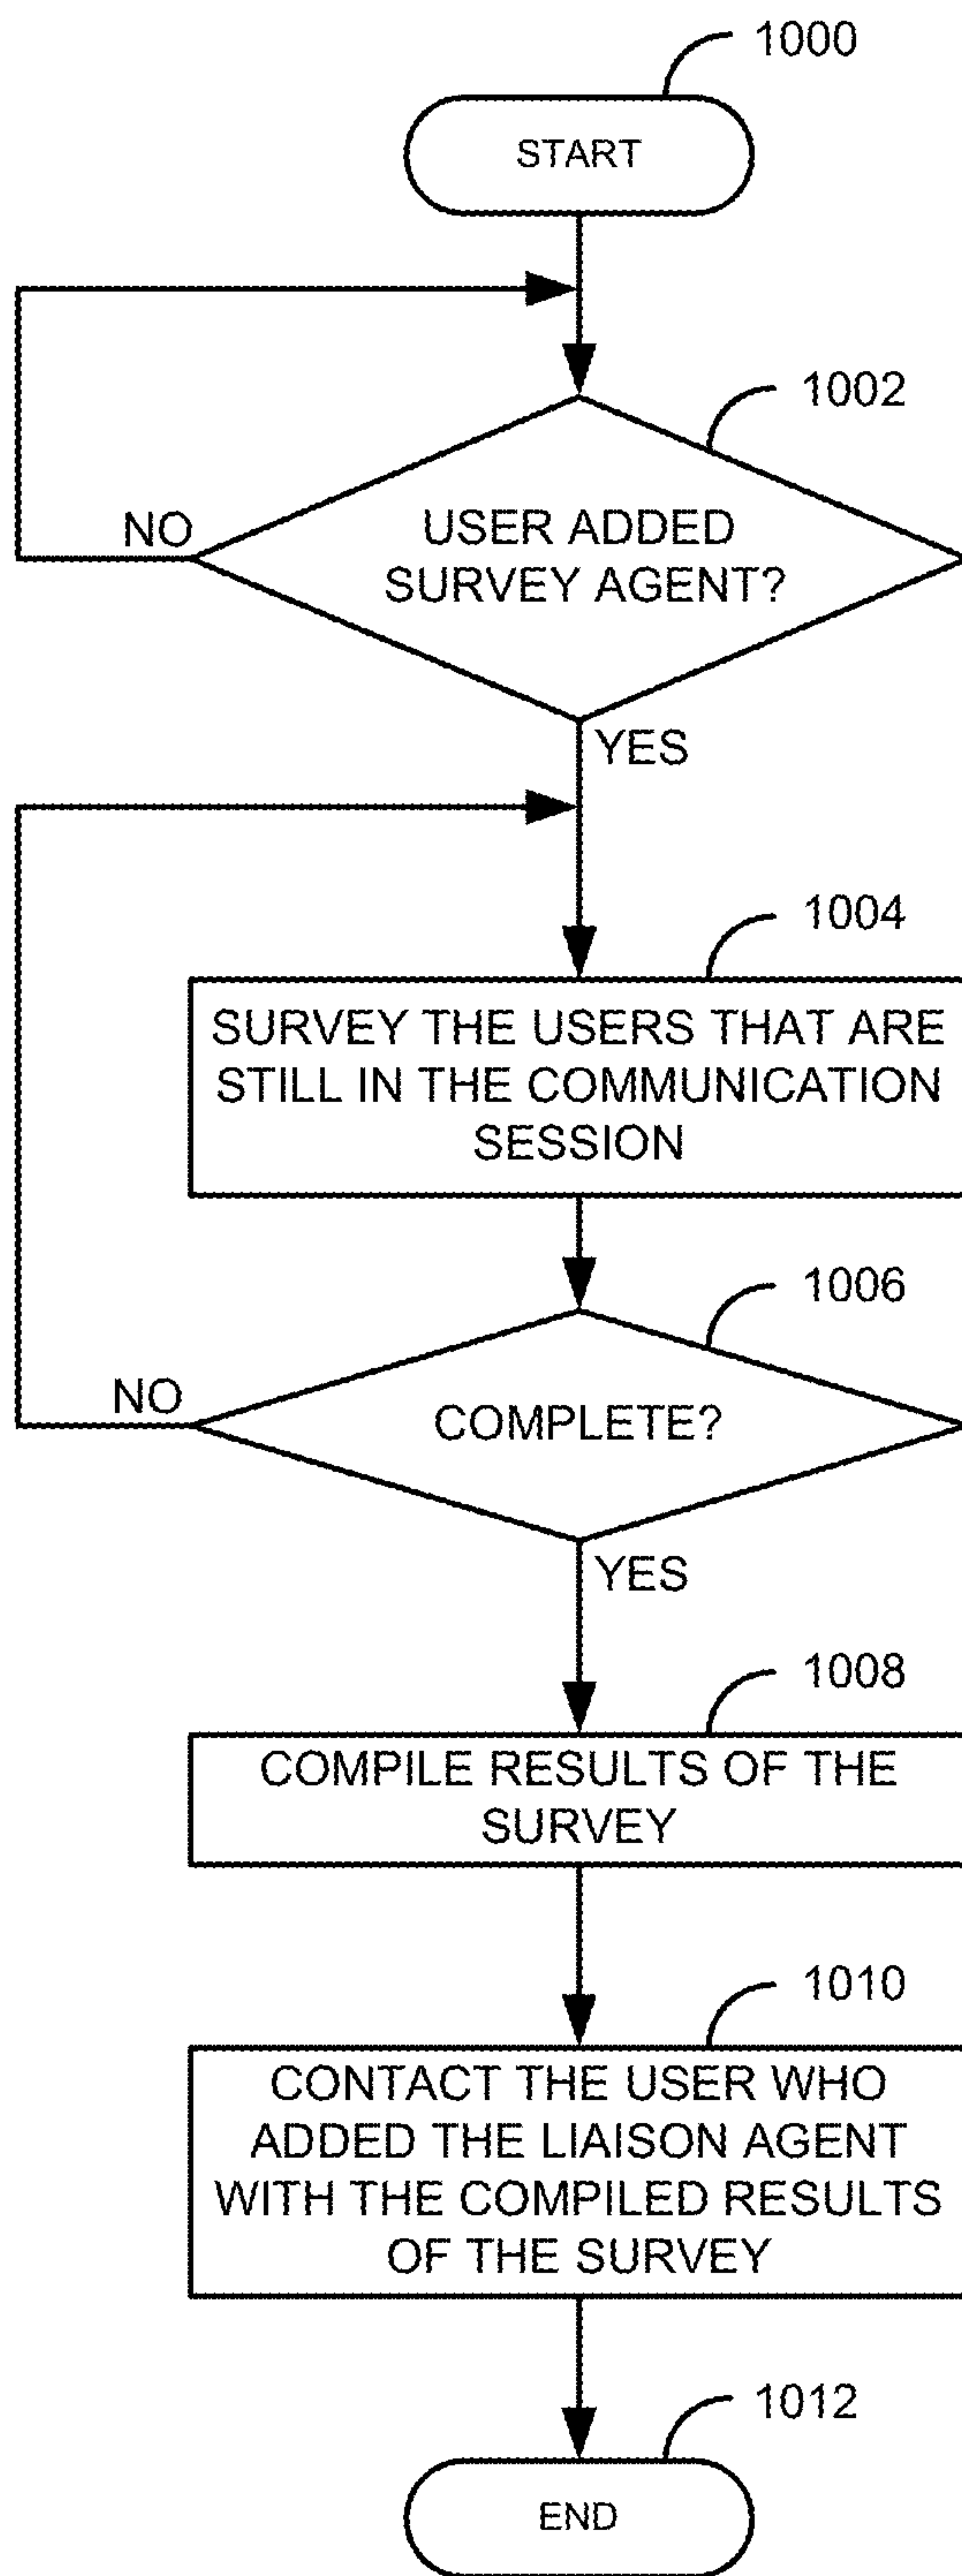 1000
START
1002
NO
USER ADDED
SURVEY AGENT?
YES
1004
SURVEY THE USERS THAT ARE
STILL IN THE COMMUNICATION
SESSION
1006
NO
COMPLETE?
YES
1008
COMPILE RESULTS OF THE
SURVEY
1010
CONTACT THE USER WHO
ADDED THE LIAISON AGENT
WITH THE COMPILED RESULTS
OF THE SURVEY
1012
END